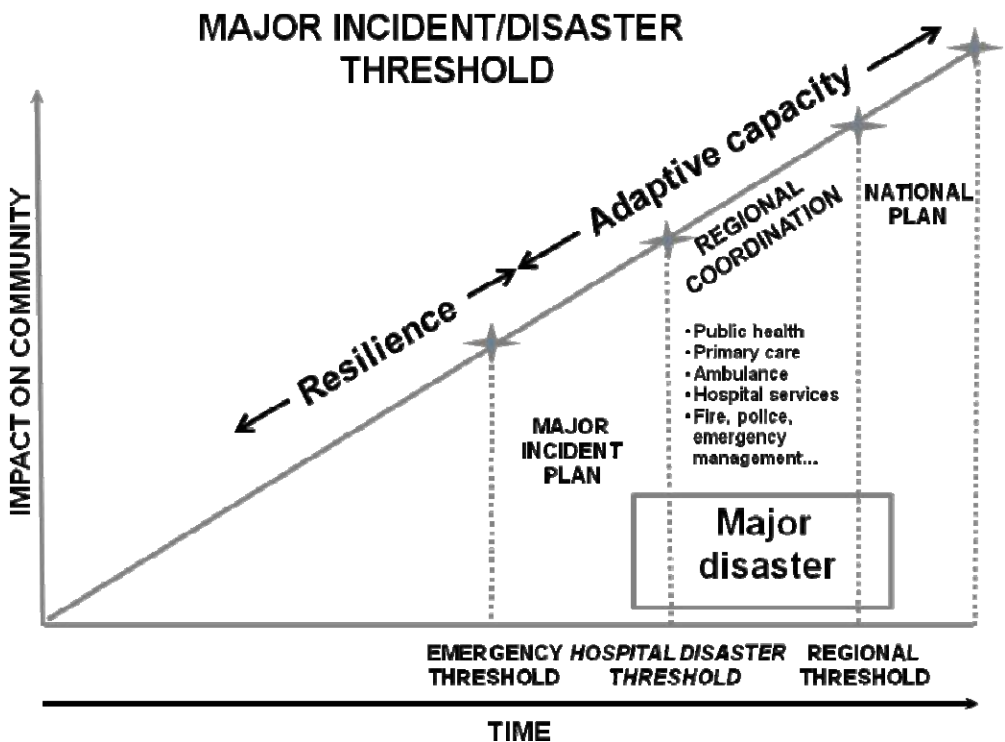 MAJOR INCIDENT/DISASTER
THRESHOLD
IMPACT ON COMMUNITY
Resilience
Adaptive capacity
REGIONAL
COORDINATION
NATIONAL
PLAN
•Public health
•Primary care
•Ambulance
•Hospital services
•Fire, police,
emergency
management...
MAJOR
INCIDENT
PLAN
Major
disaster
EMERGENCY
THRESHOLD
HOSPITAL DISASTER
THRESHOLD
REGIONAL
THRESHOLD
TIME